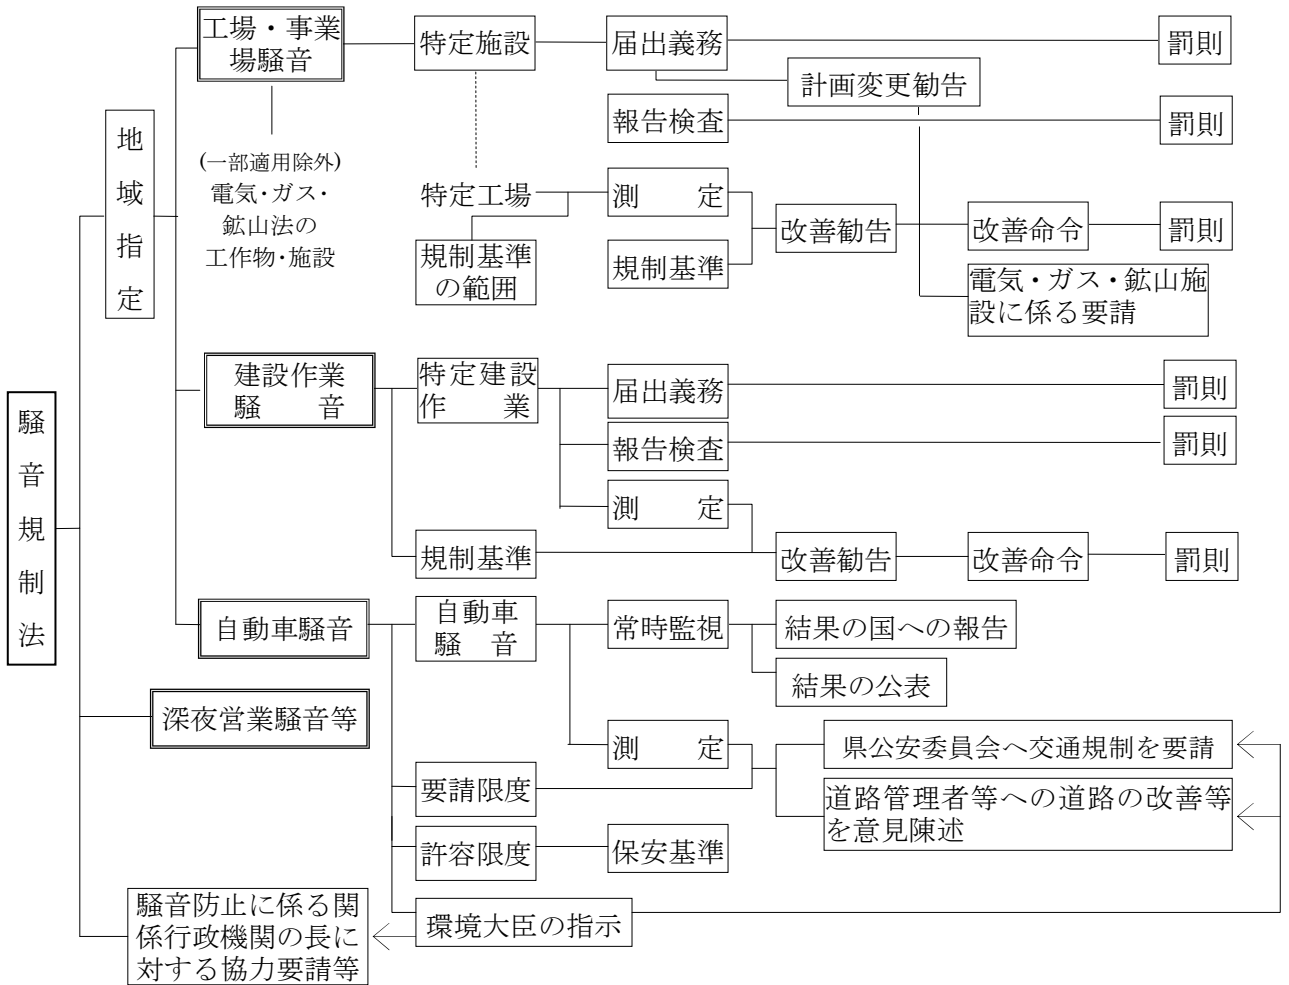 騒音規制法
地域指定
工場・事業
場騒音
(一部適用除外)
電気・ガス・
鉱山法の
工作物・施設
特定施設
届出義務
罰則
計画変更勧告
報告検査
罰則
特定工場
規制基準
の範囲
測　定
規制基準
改善勧告
改善命令
罰則
電気・ガス・鉱山施
設に係る要請
建設作業
騒　音
特定建設
作　業
届出義務
罰則
報告検査
罰則
測　定
規制基準
改善勧告
改善命令
罰則
自動車騒音
自動車
騒　音
常時監視
結果の国への報告
結果の公表
測　定
要請限度
県公安委員会へ交通規制を要請
道路管理者等への道路の改善等
を意見陳述
許容限度
保安基準
環境大臣の指示
深夜営業騒音等
騒音防止に係る関
係行政機関の長に
対する協力要請等